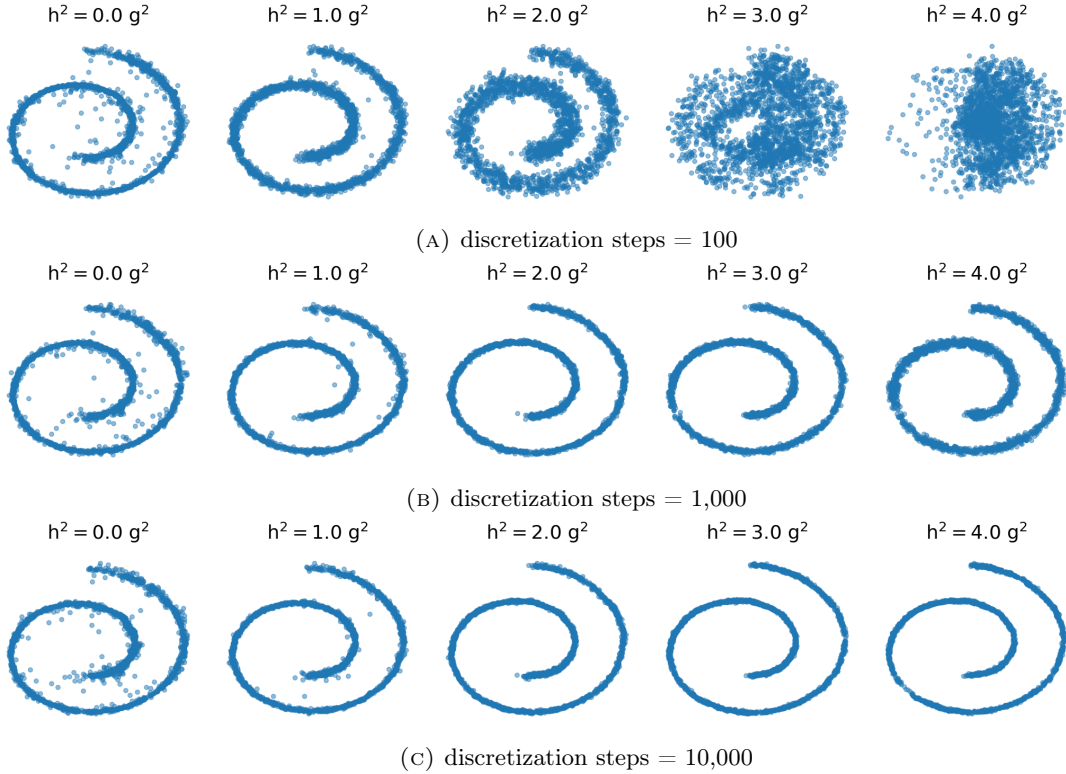 h² = 0.0 g² h² = 1.0 g² h² = 2.0 g² h² = 3.0 g² h² = 4.0 g²
(A) discretization steps = 100
h² = 0.0 g² h² = 1.0 g² h² = 2.0 g² h² = 3.0 g² h² = 4.0 g²
(B) discretization steps = 1,000
h² = 0.0 g² h² = 1.0 g² h² = 2.0 g² h² = 3.0 g² h² = 4.0 g²
(C) discretization steps = 10,000